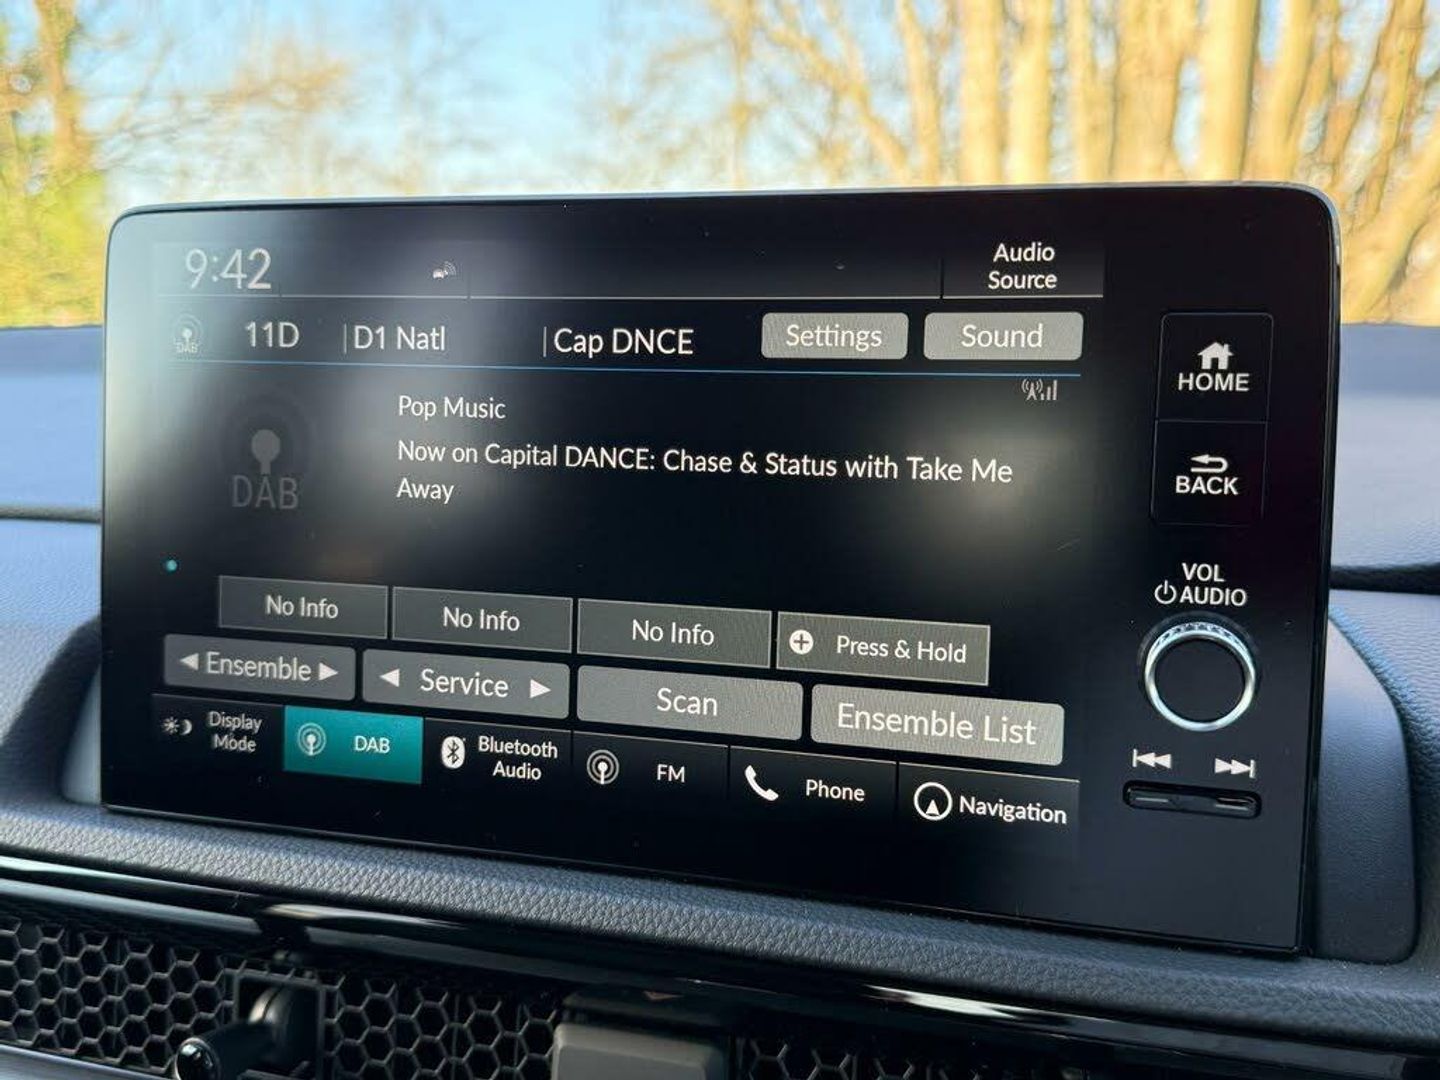 9:42
Audio
Source
DAB 11D D1 Natl Cap DNCE Settings Sound
HOME
Pop Music
Now on Capital DANCE: Chase & Status with Take Me
Away
DAB
BACK
VOL
AUDIO
No Info No Info No Info Press & Hold
Ensemble Service Scan Ensemble List
Display
Mode
DAB
Bluetooth
Audio
FM
Phone
Navigation